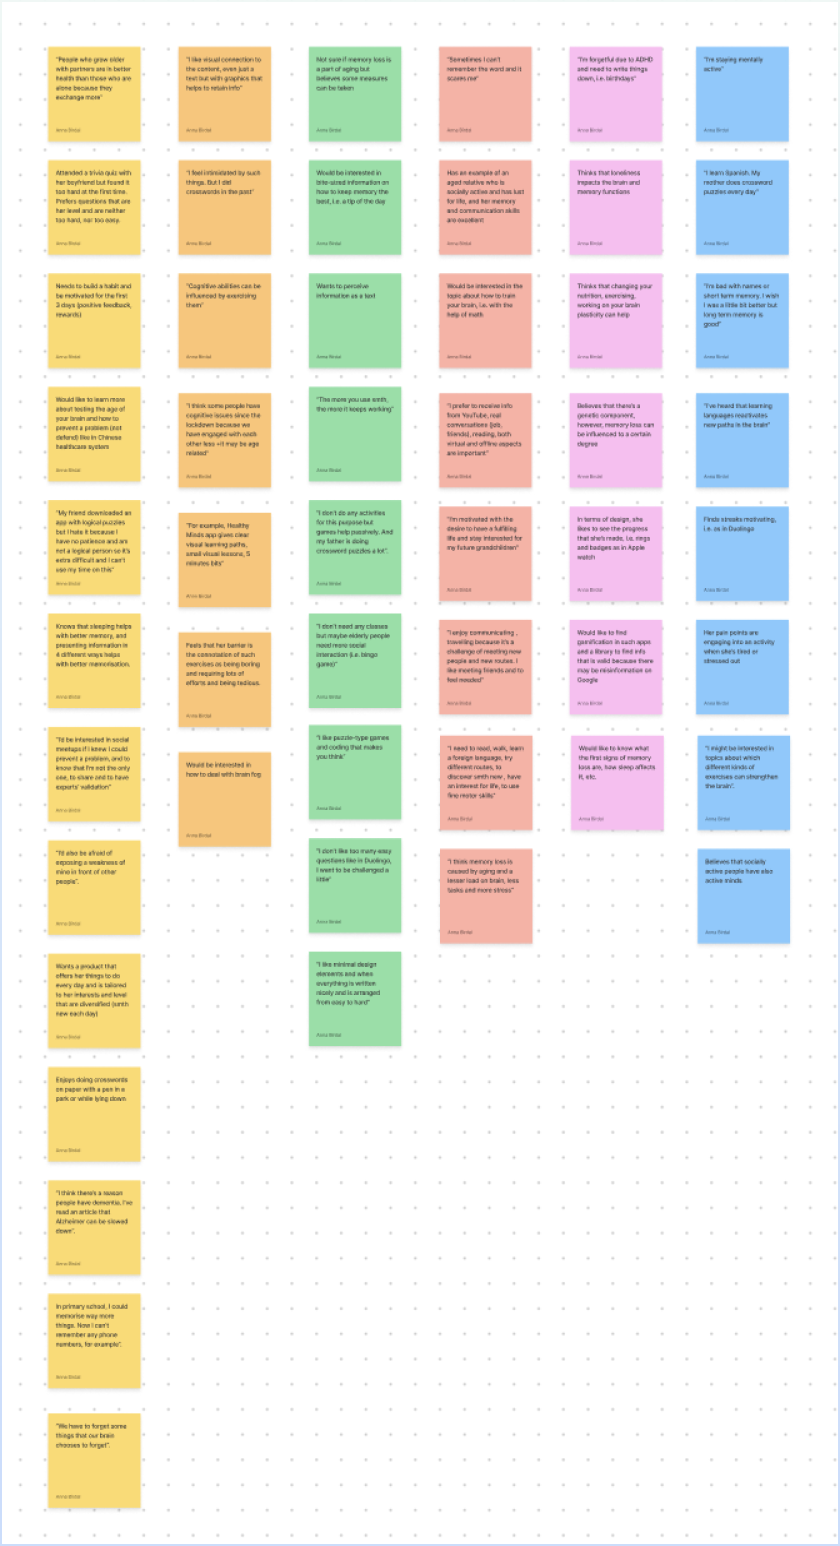 "People who grow older
with partners are in better
health than those who are
alone because they
exchange more"
Anna Birdal
Attended a trivia quiz with
her boyfriend but found it
too hard at the first time.
Prefers questions that are
her level and are neither
too hard, nor too easy.
Anna Birdal
Needs to build a habit and
be motivated for the first
3 days (positive feedback,
rewards)
Anna Birdal
Would like to learn more
about testing the age of
your brain and how to
prevent a problem (not
defend) like in Chinese
healthcare system
Anna Birdal
"My friend downloaded an
app with logical puzzles
but I hate it because I
have no patience and am
not a logical person so it's
extra difficult and I can't
use my time on this"
Anna Birdal
Knows that sleeping helps
with better memory, and
presenting information in
4 different ways helps
with better memorisation.
Anna Birdal
"I'd be interested in social
meetups if I knew I could
prevent a problem, and to
know that I'm not the only
one, to share and to have
experts' validation"
Anna Birdal
"I'd also be afraid of
exposing a weakness of
mine in front of other
people".
Anna Birdal
Wants a product that
offers her things to do
every day and is tailored
to her interests and level
that are diversified (smth
new each day)
Anna Birdal
Enjoys doing crosswords
on paper with a pen in a
park or while lying down
Anna Birdal
"I think there's a reason
people have dementia. I've
read an article that
Alzheimer can be slowed
down".
Anna Birdal
In primary school, I could
memorise way more
things. Now I can't
remember any phone
numbers, for example".
Anna Birdal
"We have to forget some
things that our brain
chooses to forget".
Anna Birdal
"I like visual connection to
the content, even just a
text but with graphics that
helps to retain info"
Anna Birdal
"I feel intimidated by such
things. But I did
crosswords in the past"
Anna Birdal
"Cognitive abilities can be
influenced by exercising
them"
Anna Birdal
"I think some people have
cognitive issues since the
lockdown because we
have engaged with each
other less +it may be age
related"
Anna Birdal
"For example, Healthy
Minds app gives clear
visual learning paths,
small visual lessons, 5
minutes bits"
Anna Birdal
Feels that her barrier is
the connotation of such
exercises as being boring
and requiring lots of
efforts and being tedious.
Anna Birdal
Would be interested in
how to deal with brain fog
Anna Birdal
Not sure if memory loss is
a part of aging but
believes some measures
can be taken
Anna Birdal
Would be interested in
bite-sized information on
how to keep memory the
best, i.e. a tip of the day
Anna Birdal
Wants to perceive
information as a text
Anna Birdal
"The more you use smth,
the more it keeps working"
Anna Birdal
"I don't do any activities
for this purpose but
games help passively. And
my father is doing
crossword puzzles a lot".
Anna Birdal
"I don't need any classes
but maybe elderly people
need more social
interaction (i.e. bingo
game)"
Anna Birdal
"I like puzzle-type games
and coding that makes
you think"
Anna Birdal
"I don't like too many easy
questions like in Duolingo,
I want to be challenged a
little"
Anna Birdal
"I like minimal design
elements and when
everything is written
nicely and is arranged
from easy to hard"
Anna Birdal
"Sometimes I can't
remember the word and it
scares me"
Anna Birdal
Has an example of an
aged relative who is
socially active and has lust
for life, and her memory
and communication skills
are excellent
Anna Birdal
Would be interested in the
topic about how to train
your brain, i.e. with the
help of math
Anna Birdal
"I prefer to receive info
from YouTube, real
conversations (job,
friends), reading, both
virtual and offline aspects
are important"
Anna Birdal
"I'm motivated with the
desire to have a fulfilling
life and stay interested for
my future grandchildren"
Anna Birdal
"I enjoy communicating ,
travelling because it's a
challenge of meeting new
people and new routes. I
like meeting friends and to
feel needed"
Anna Birdal
"I need to read, walk, learn
a foreign language, try
different routes, to
discover smth new , have
an interest for life, to use
fine motor skills"
Anna Birdal
"I think memory loss is
caused by aging and a
lesser load on brain, less
tasks and more stress"
Anna Birdal
"I'm forgetful due to ADHD
and need to write things
down, i.e. birthdays"
Anna Birdal
Thinks that loneliness
impacts the brain and
memory functions
Anna Birdal
Thinks that changing your
nutrition, exercising,
working on your brain
plasticity can help
Anna Birdal
Believes that there's a
genetic component,
however, memory loss can
be influenced to a certain
degree
Anna Birdal
In terms of design, she
likes to see the progress
that she's made, i.e. rings
and badges as in Apple
watch
Anna Birdal
Would like to find
gamification in such apps
and a library to find info
that is valid because there
may be misinformation on
Google
Anna Birdal
Would like to know what
the first signs of memory
loss are, how sleep affects
it, etc.
Anna Birdal
"I'm staying mentally
active"
Anna Birdal
"I learn Spanish. My
mother does crossword
puzzles every day"
Anna Birdal
"I'm bad with names or
short term memory. I wish
I was a little bit better but
long term memory is
good"
Anna Birdal
"I've heard that learning
languages reactivates
new paths in the brain"
Anna Birdal
Finds streaks motivating,
i.e. as in Duolingo
Anna Birdal
Her pain points are
engaging into an activity
when she's tired or
stressed out
Anna Birdal
"I might be interested in
topics about which
different kinds of
exercises can strengthen
the brain".
Anna Birdal
Believes that socially
active people have also
active minds
Anna Birdal